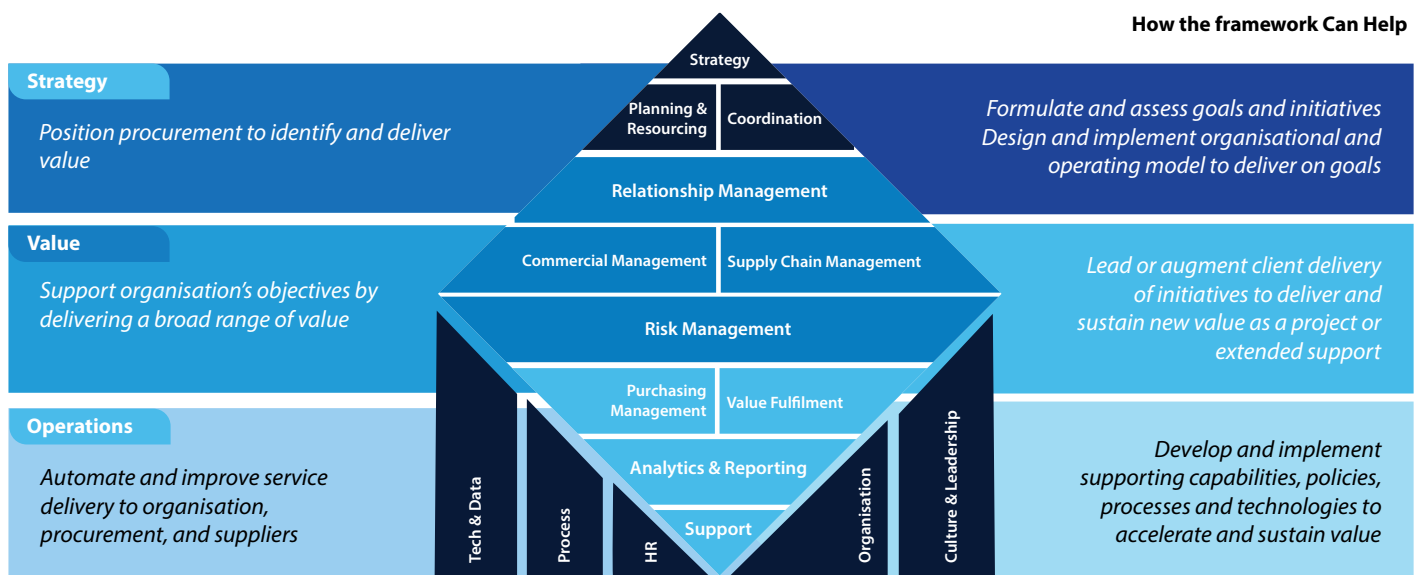 How the framework Can Help
Strategy
Position procurement to identify and deliver
value
Strategy
Planning &
Resourcing
Coordination
Relationship Management
Formulate and assess goals and initiatives
Design and implement organisational and
operating model to deliver on goals
Value
Support organisation's objectives by
delivering a broad range of value
Commercial Management
Supply Chain Management
Risk Management
Lead or augment client delivery
of initiatives to deliver and
sustain new value as a project or
extended support
Purchasing
Management
Value Fulfilment
Operations
Automate and improve service
delivery to organisation,
procurement, and suppliers
Analytics & Reporting
Support
Tech & Data
Process
HR
Organisation
Culture & Leadership
Develop and implement
supporting capabilities, policies,
processes and technologies to
accelerate and sustain value